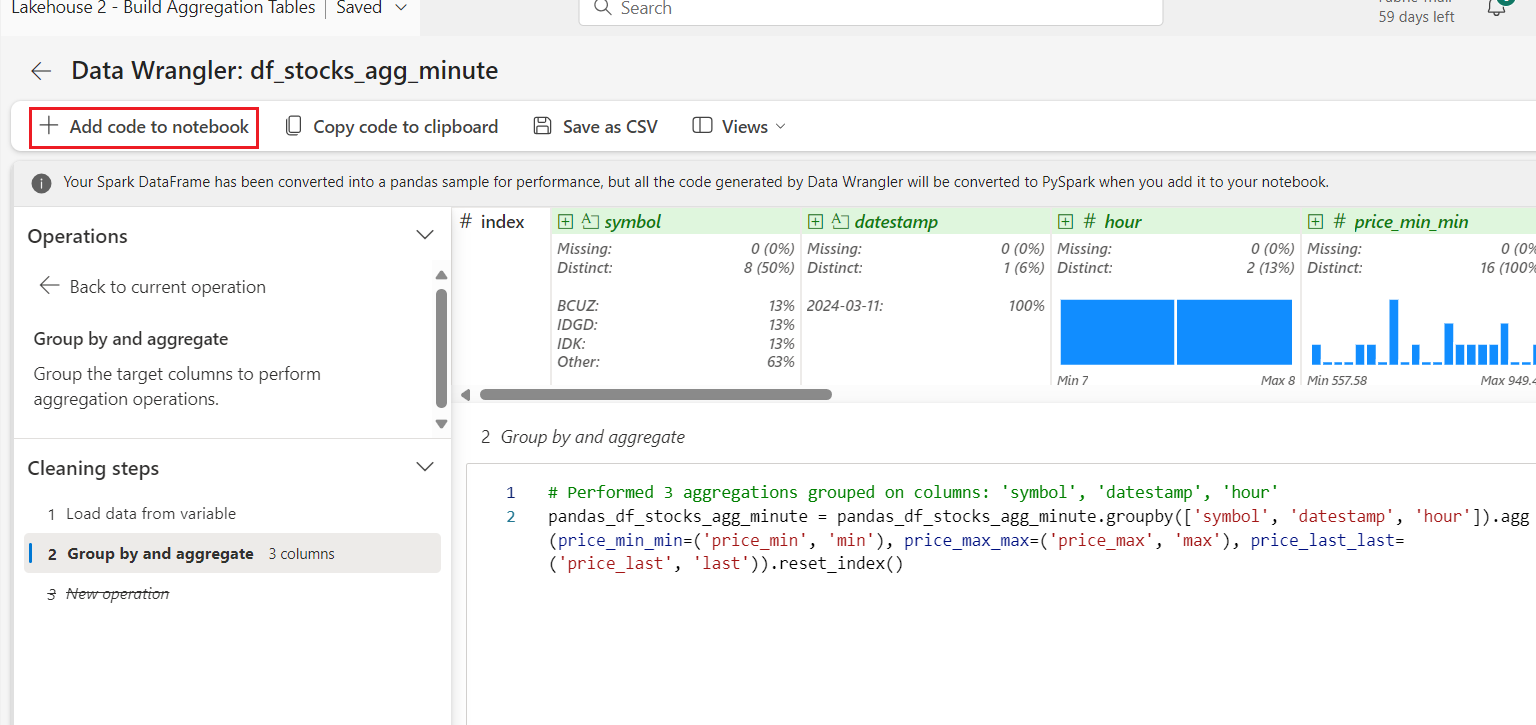 Lakehouse 2 - Build Aggregation Tables | Saved
Search
59 days left
Data Wrangler: df_stocks_agg_minute
Add code to notebook
Copy code to clipboard
Save as CSV
Views
Your Spark DataFrame has been converted into a pandas sample for performance, but all the code generated by Data Wrangler will be converted to PySpark when you add it to your notebook.
Operations
Back to current operation
Group by and aggregate
Group the target columns to perform
aggregation operations.
Cleaning steps
1 Load data from variable
2 Group by and aggregate 3 columns
3 New operation
# index
symbol
Missing: 0 (0%)
Distinct: 8 (50%)
BCUZ: 13%
IDGD: 13%
IDK: 13%
Other: 63%
datestamp
Missing: 0 (0%)
Distinct: 1 (6%)
2024-03-11: 100%
# hour
Missing: 0 (0%)
Distinct: 2 (13%)
Min 7 Max 8
# price_min_min
Missing: 0 (0%
Distinct: 16 (100%
Min 557.58 Max 949.4
2 Group by and aggregate
1 # Performed 3 aggregations grouped on columns: 'symbol', 'datestamp', 'hour'
2 pandas_df_stocks_agg_minute = pandas_df_stocks_agg_minute.groupby(['symbol', 'datestamp', 'hour']).agg
(price_min_min=('price_min', 'min'), price_max_max=('price_max', 'max'), price_last_last=
('price_last', 'last')).reset_index()